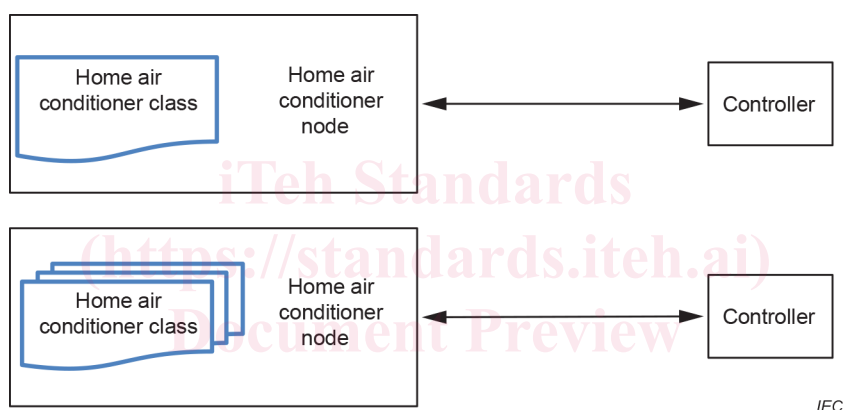 Home air
conditioner class
Home air
conditioner
node
Controller
iTeh Standards
(https://standards.iteh.ai)
Document Preview
Home air
conditioner class
Home air
conditioner
node
Controller
IEC